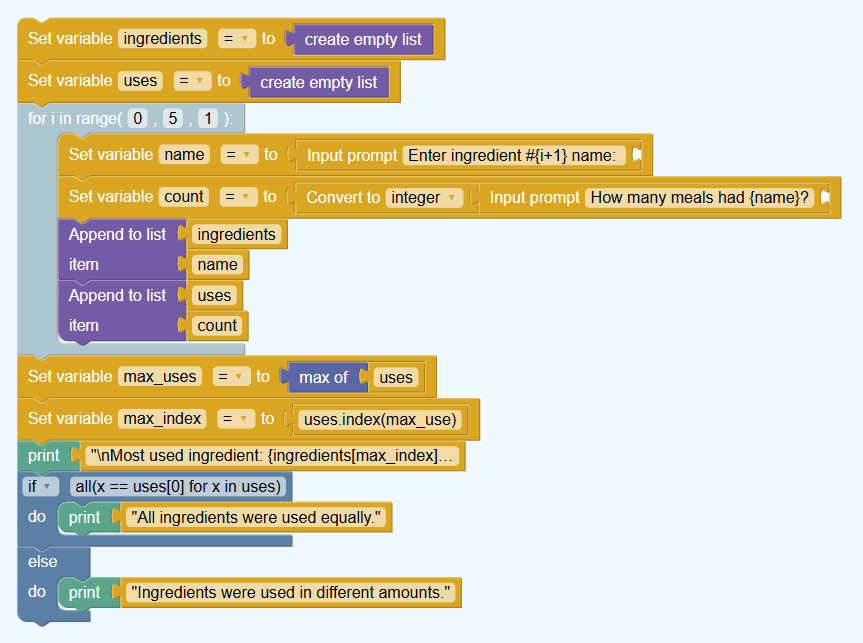 Set variable ingredients = to create empty list
Set variable uses = to create empty list
for i in range( 0 , 5 , 1 ):
Set variable name = to Input prompt Enter ingredient #{i+1} name:
Set variable count = to Convert to integer Input prompt How many meals had {name}?
Append to list ingredients
item name
Append to list uses
item count
Set variable max_uses = to max of uses
Set variable max_index = to uses.index(max_use)
print "\nMost used ingredient: {ingredients[max_index]...
if all(x == uses[0] for x in uses)
do print "All ingredients were used equally."
else
do print "Ingredients were used in different amounts."